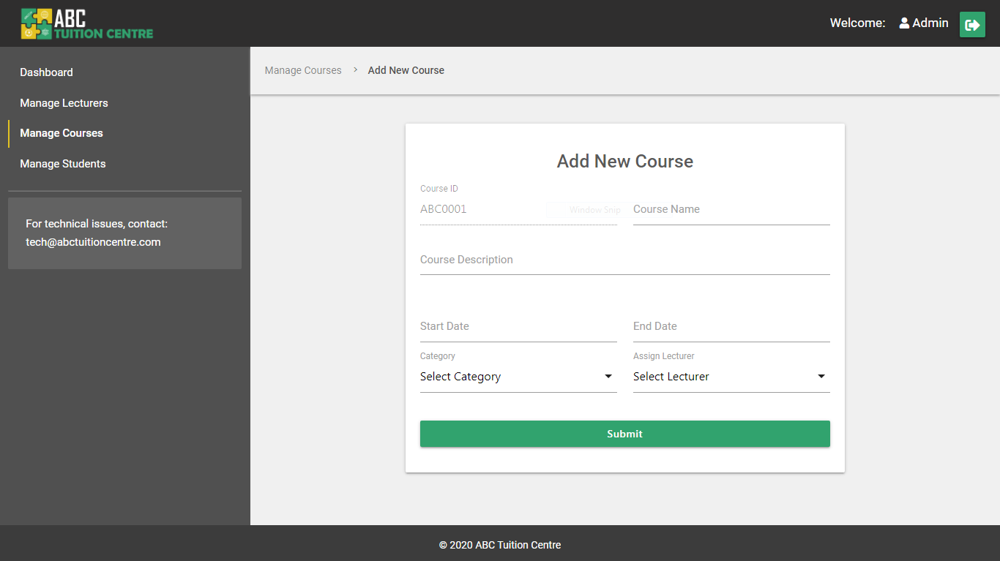 ABC
TUITION CENTRE
Welcome: Admin
Dashboard
Manage Lecturers
Manage Courses
Manage Students
For technical issues, contact:
tech@abctuitioncentre.com
Manage Courses > Add New Course
Add New Course
Course ID
ABC0001
Window Snip
Course Name
Course Description
Start Date
End Date
Category
Assign Lecturer
Select Category
Select Lecturer
Submit
© 2020 ABC Tuition Centre